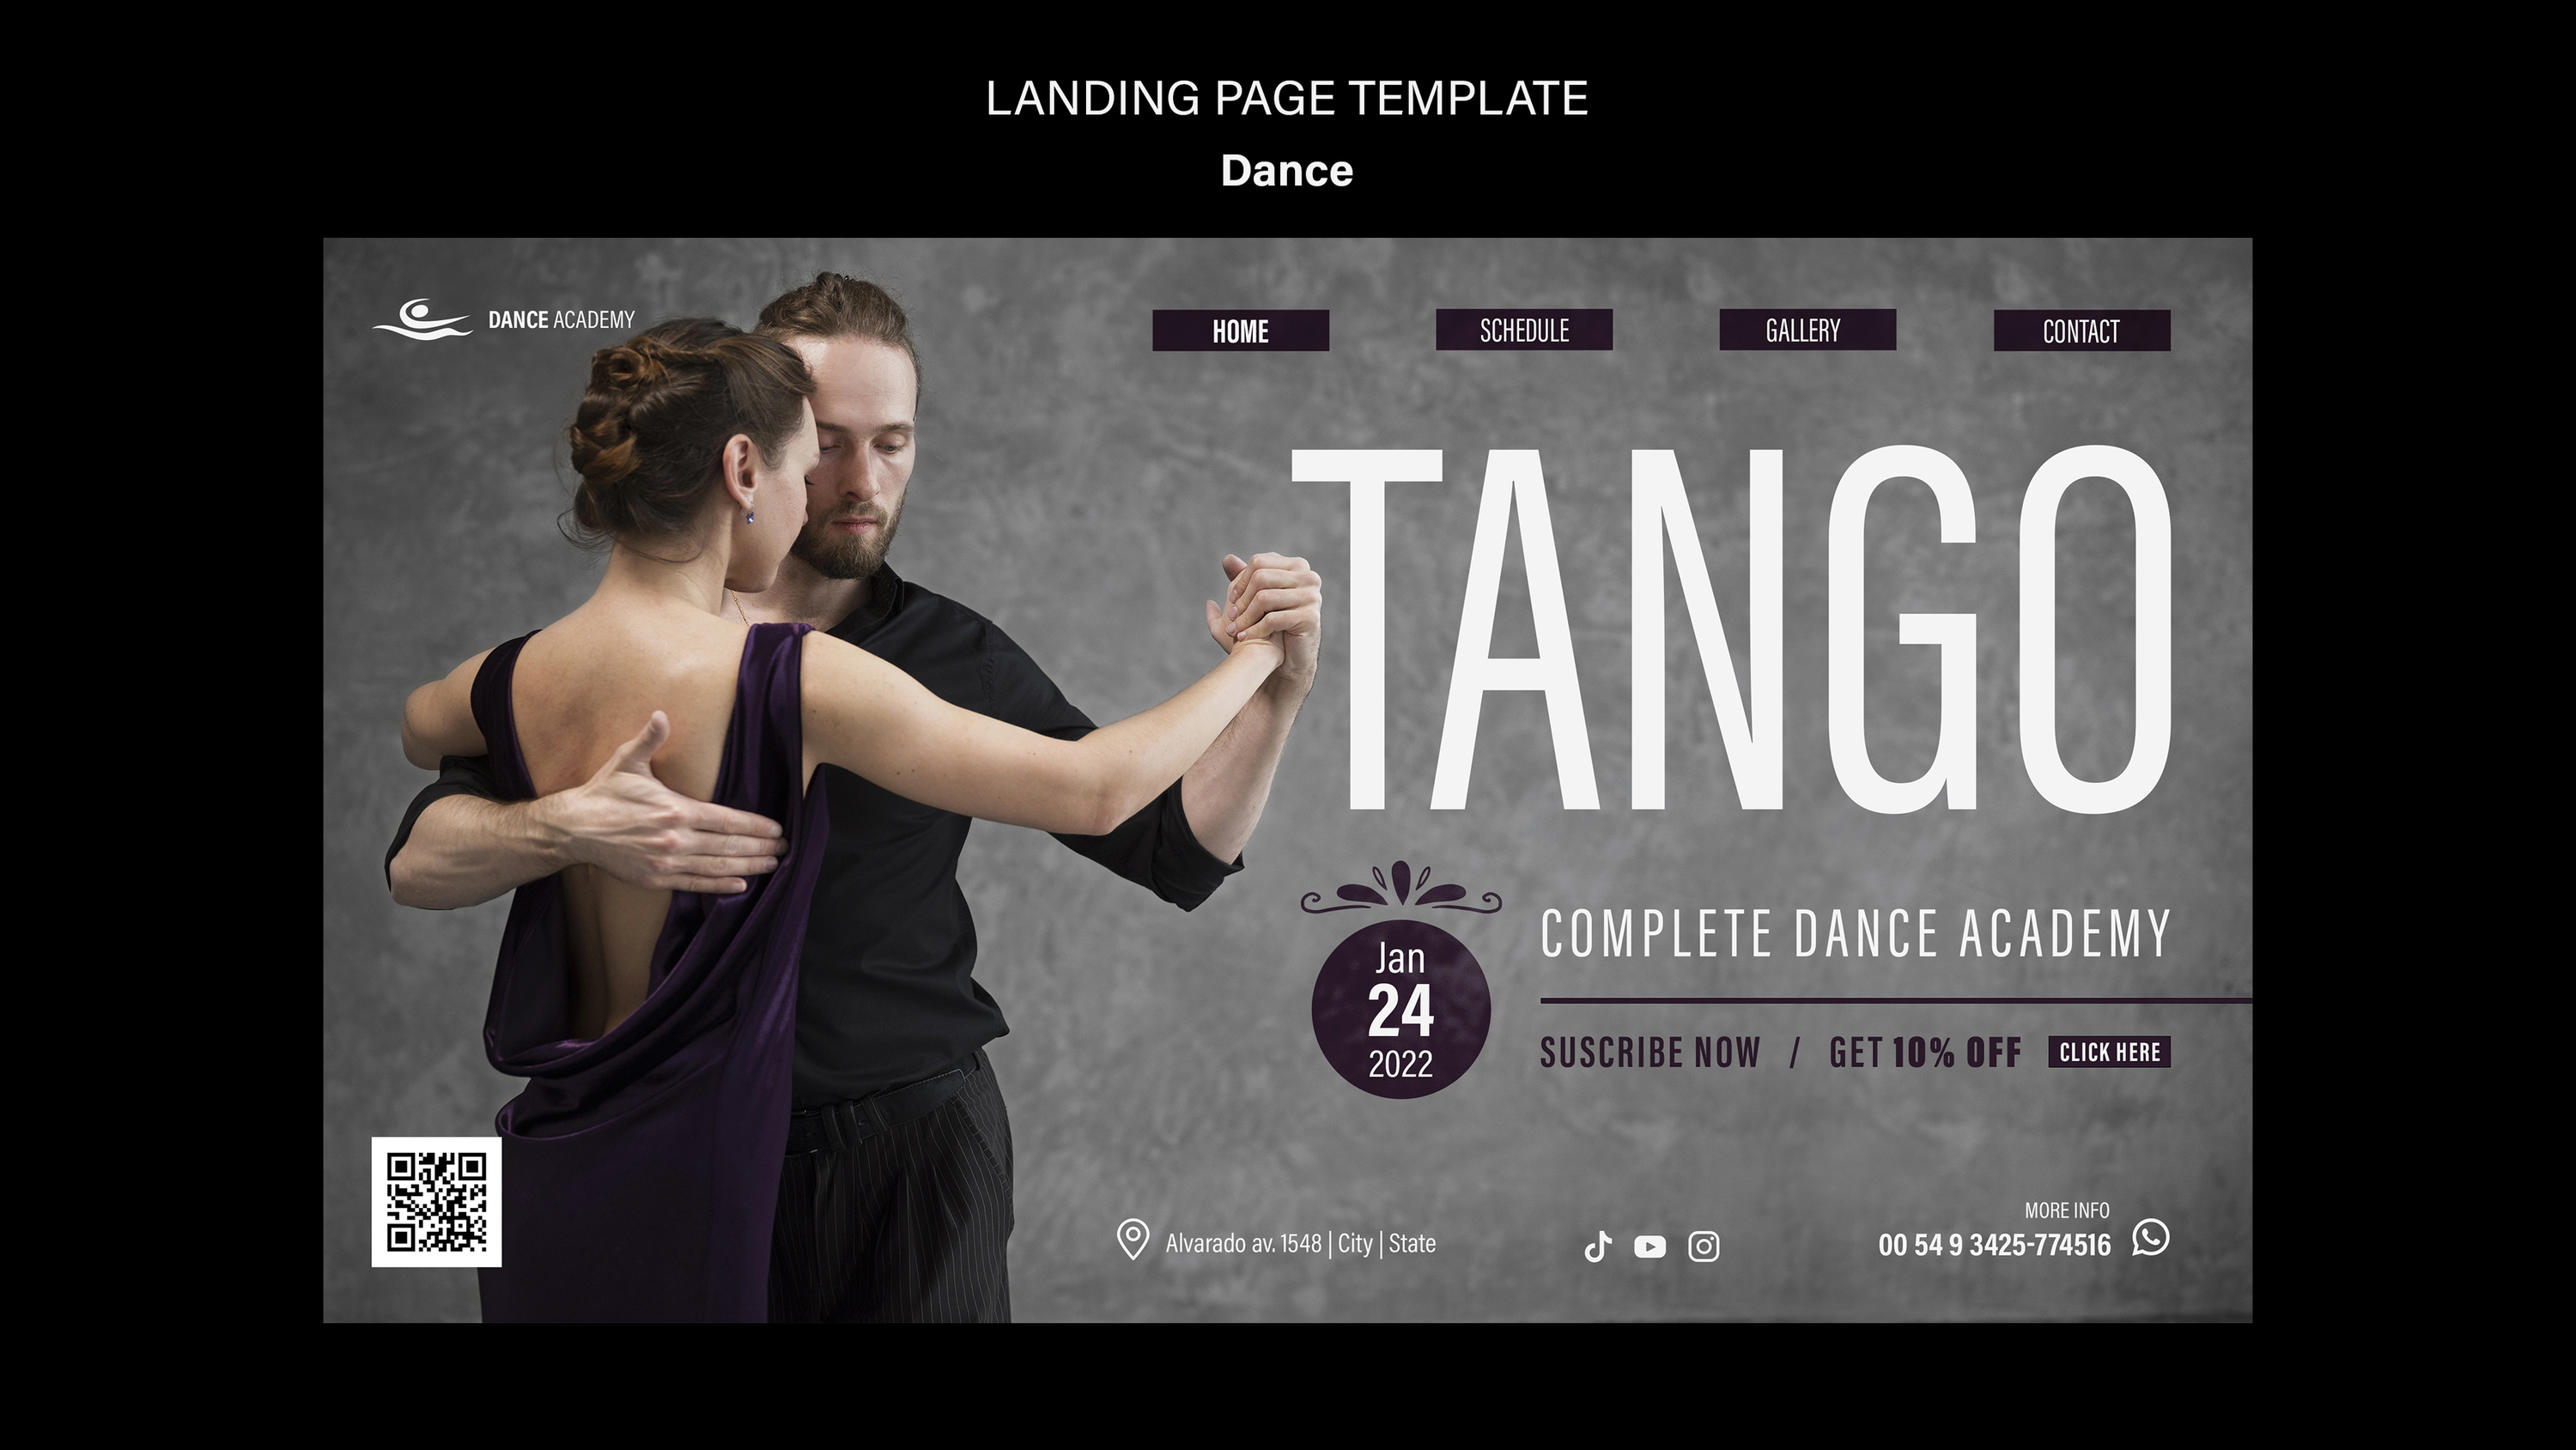 LANDING PAGE TEMPLATE
Dance
DANCE ACADEMY
HOME
SCHEDULE
GALLERY
CONTACT
TANGO
Jan
24
2022
COMPLETE DANCE ACADEMY
SUSCRIBE NOW / GET 10% OFF CLICK HERE
Alvarado av. 1548 | City | State
MORE INFO
00 54 9 3425-774516